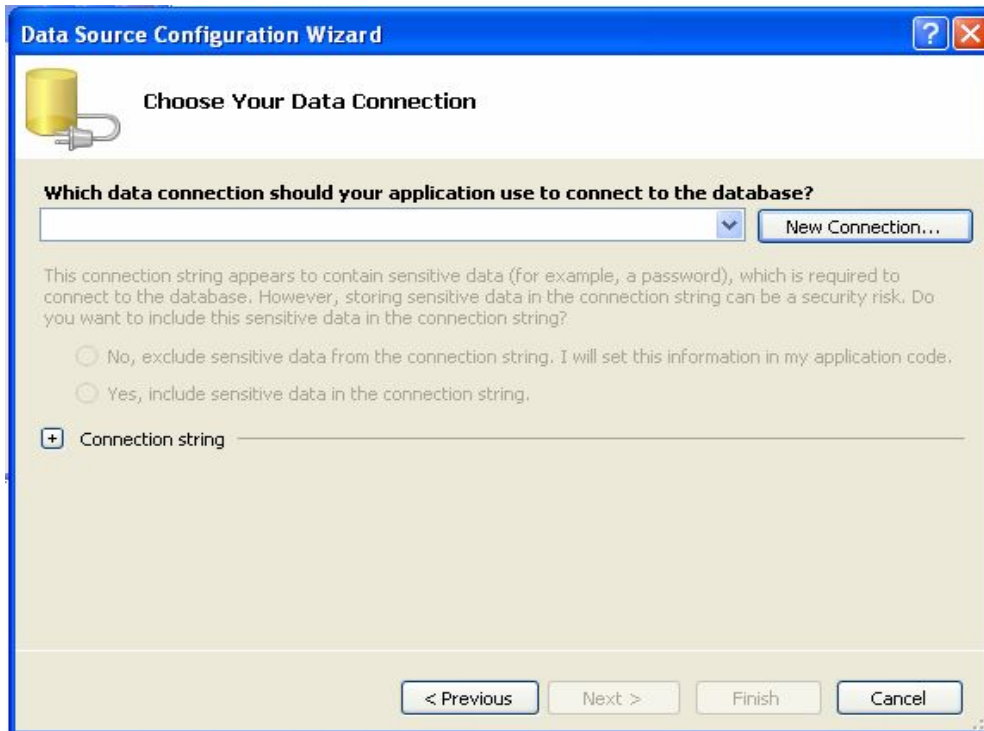 Data Source Configuration Wizard
Choose Your Data Connection
Which data connection should your application use to connect to the database?
New Connection...
This connection string appears to contain sensitive data (for example, a password), which is required to
connect to the database. However, storing sensitive data in the connection string can be a security risk. Do
you want to include this sensitive data in the connection string?
No, exclude sensitive data from the connection string. I will set this information in my application code.
Yes, include sensitive data in the connection string.
Connection string
< Previous
Next >
Finish
Cancel